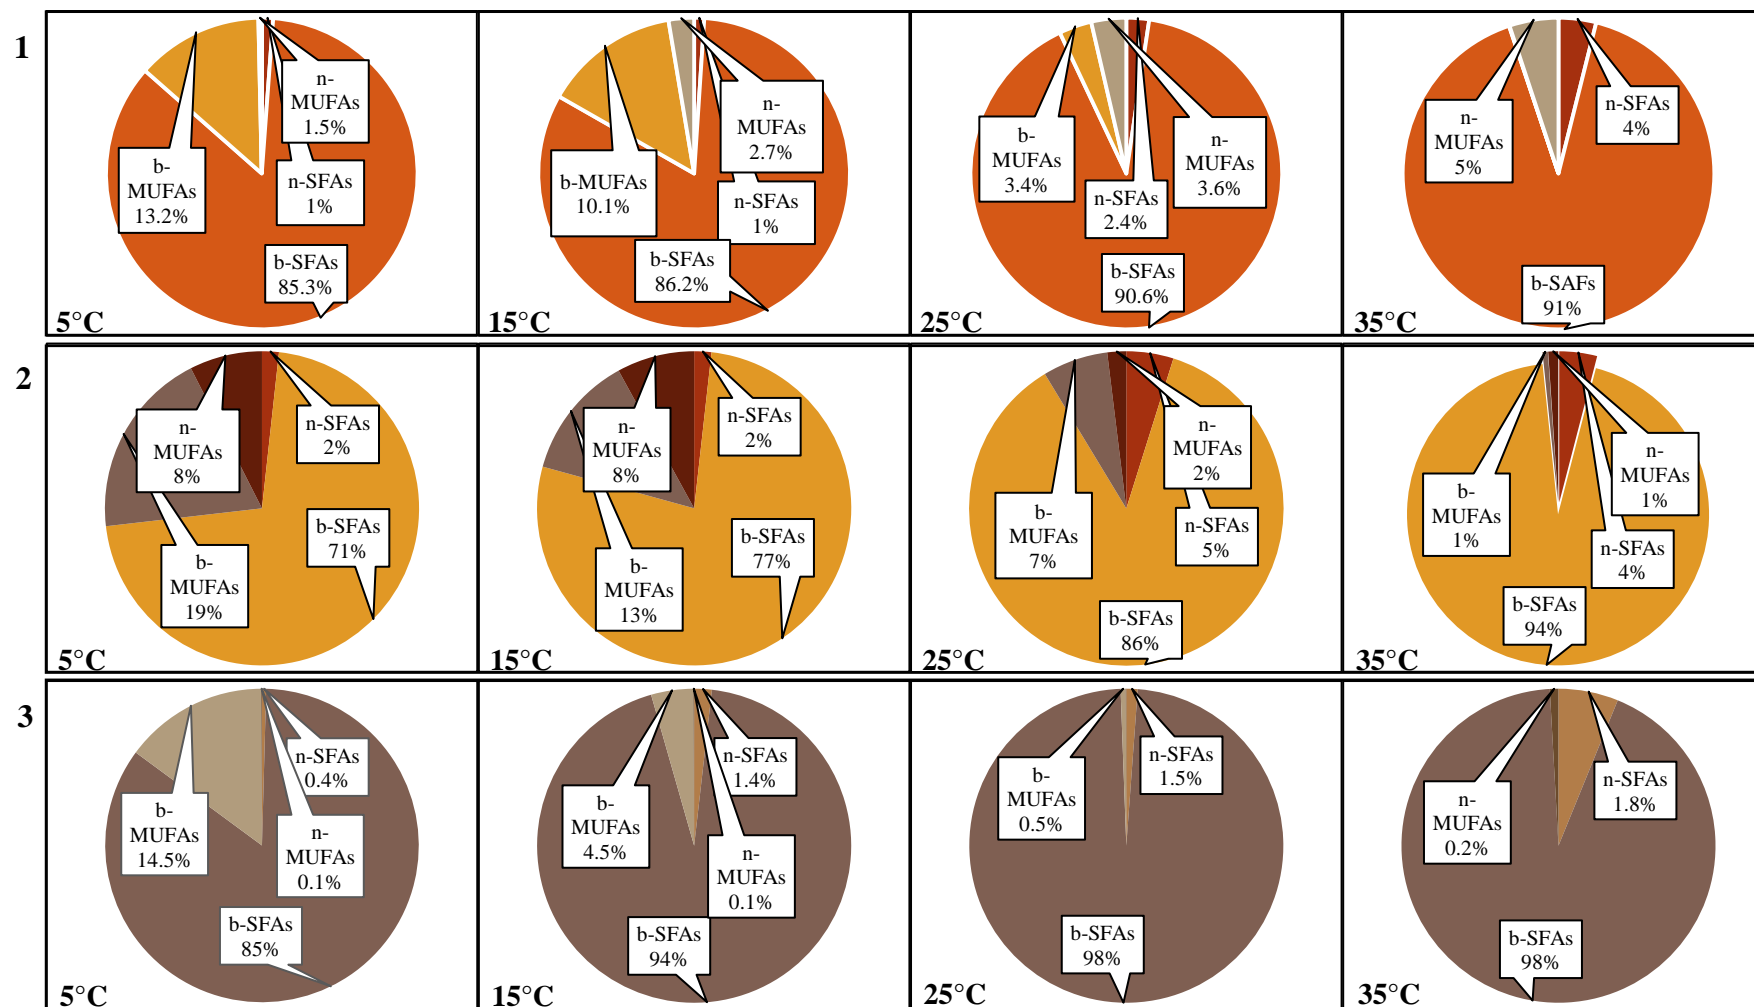 1
n-
MUFAs
1.5%
b-
MUFAs
13.2%
n-SFAs
1%
b-SFAs
85.3%
5°C
n-
MUFAs
2.7%
b-MUFAs
10.1%
n-SFAs
1%
b-SFAs
86.2%
15°C
b-
MUFAs
3.4%
n-
MUFAs
3.6%
n-SFAs
2.4%
b-SFAs
90.6%
25°C
n-
MUFAs
5%
n-SFAs
4%
b-SAFs
91%
35°C
2
n-
MUFAs
8%
n-SFAs
2%
b-SFAs
71%
b-
MUFAs
19%
5°C
n-
MUFAs
8%
n-SFAs
2%
b-SFAs
77%
b-
MUFAs
13%
15°C
n-
MUFAs
2%
b-
MUFAs
7%
n-SFAs
5%
b-SFAs
86%
25°C
n-
MUFAs
1%
b-
MUFAs
1%
n-SFAs
4%
b-SFAs
94%
35°C
3
n-SFAs
0.4%
b-
MUFAs
14.5%
n-
MUFAs
0.1%
b-SFAs
85%
5°C
n-SFAs
1.4%
b-
MUFAs
4.5%
n-
MUFAs
0.1%
b-SFAs
94%
15°C
b-
MUFAs
0.5%
n-SFAs
1.5%
b-SFAs
98%
25°C
n-
MUFAs
0.2%
n-SFAs
1.8%
b-SFAs
98%
35°C